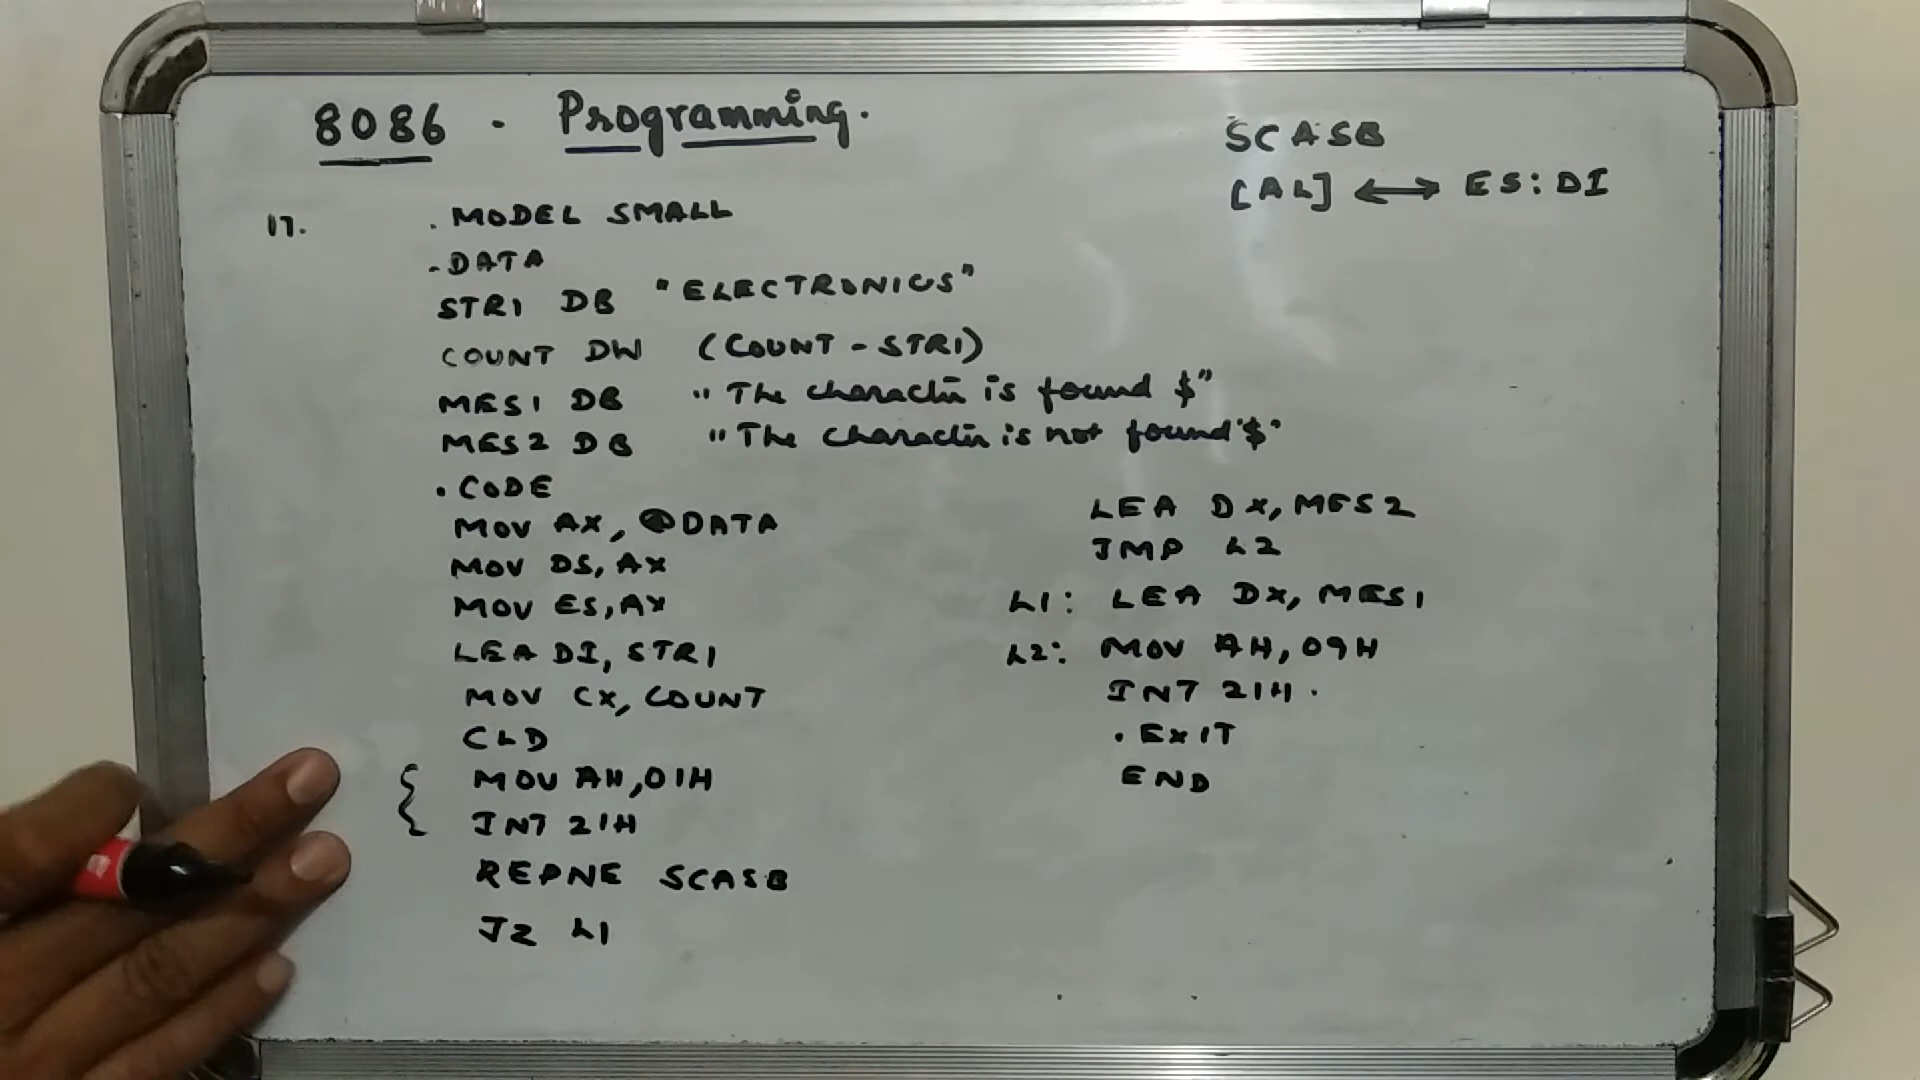 8086 - Programming.
SCASB
[AL] ↔ ES:DI
17. .MODEL SMALL
.DATA
STR1 DB "ELECTRONICS"
COUNT DW (COUNT-STR1)
MES1 DB "The character is found $"
MES2 DB "The character is not found $"
.CODE
MOV AX, @DATA
MOV DS, AX
MOV ES, AX
LEA DI, STR1
MOV CX, COUNT
CLD
{ MOV AH, 01H
INT 21H
REPNE SCASB
JZ L1
LEA DX, MES2
JMP L2
L1: LEA DX, MES1
L2: MOV AH, 09H
INT 21H.
.EXIT
END